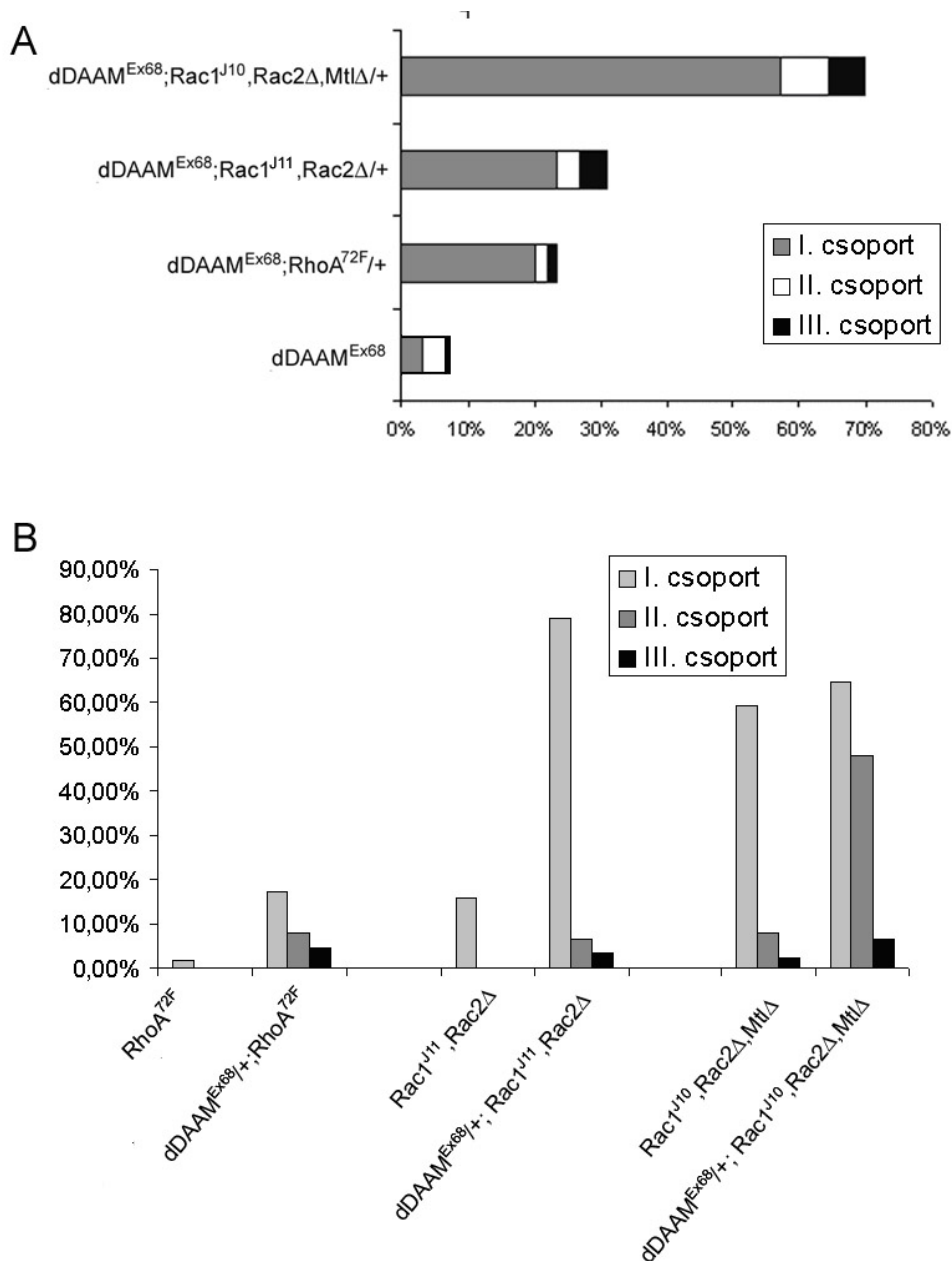 A
dDAAM^Ex68;Rac1^J10,Rac2Δ,MtlΔ/+
dDAAM^Ex68;Rac1^J11,Rac2Δ/+
dDAAM^Ex68;RhoA^72F/+
dDAAM^Ex68
I. csoport
II. csoport
III. csoport
0% 10% 20% 30% 40% 50% 60% 70% 80%
B
90,00%
80,00%
70,00%
60,00%
50,00%
40,00%
30,00%
20,00%
10,00%
0,00%
I. csoport
II. csoport
III. csoport
RhoA^72F
dDAAM^Ex68/+;RhoA^72F
Rac1^J11,Rac2Δ
dDAAM^Ex68/+; Rac1^J11,Rac2Δ
Rac1^J10,Rac2Δ,MtlΔ
dDAAM^Ex68/+; Rac1^J10,Rac2Δ,MtlΔ